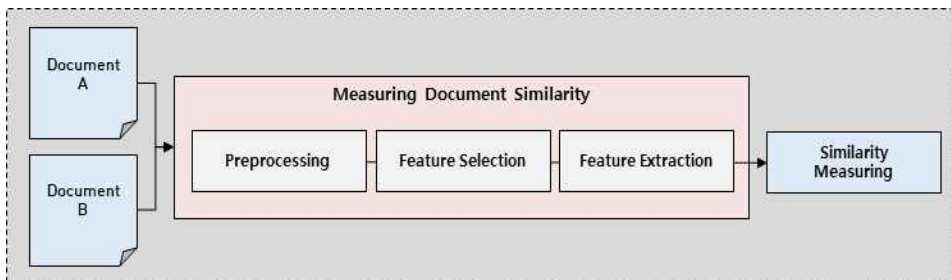 Document
A
Document
B
Measuring Document Similarity
Preprocessing
Feature Selection
Feature Extraction
Similarity
Measuring